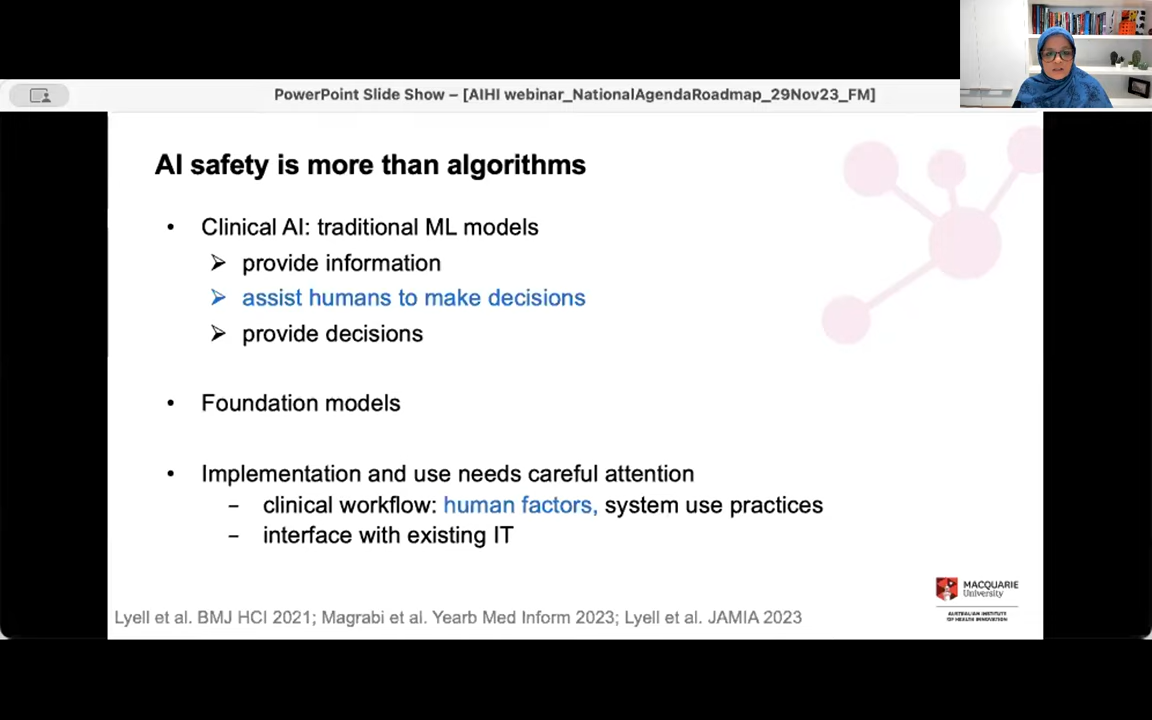 PowerPoint Slide Show – [AIHI webinar_NationalAgendaRoadmap_29Nov23_FM]
AI safety is more than algorithms
• Clinical AI: traditional ML models
➢ provide information
➢ assist humans to make decisions
➢ provide decisions
• Foundation models
• Implementation and use needs careful attention
– clinical workflow: human factors, system use practices
– interface with existing IT
MACQUARIE
University
AUSTRALIAN INSTITUTE
OF HEALTH INNOVATION
Lyell et al. BMJ HCI 2021; Magrabi et al. Yearb Med Inform 2023; Lyell et al. JAMIA 2023